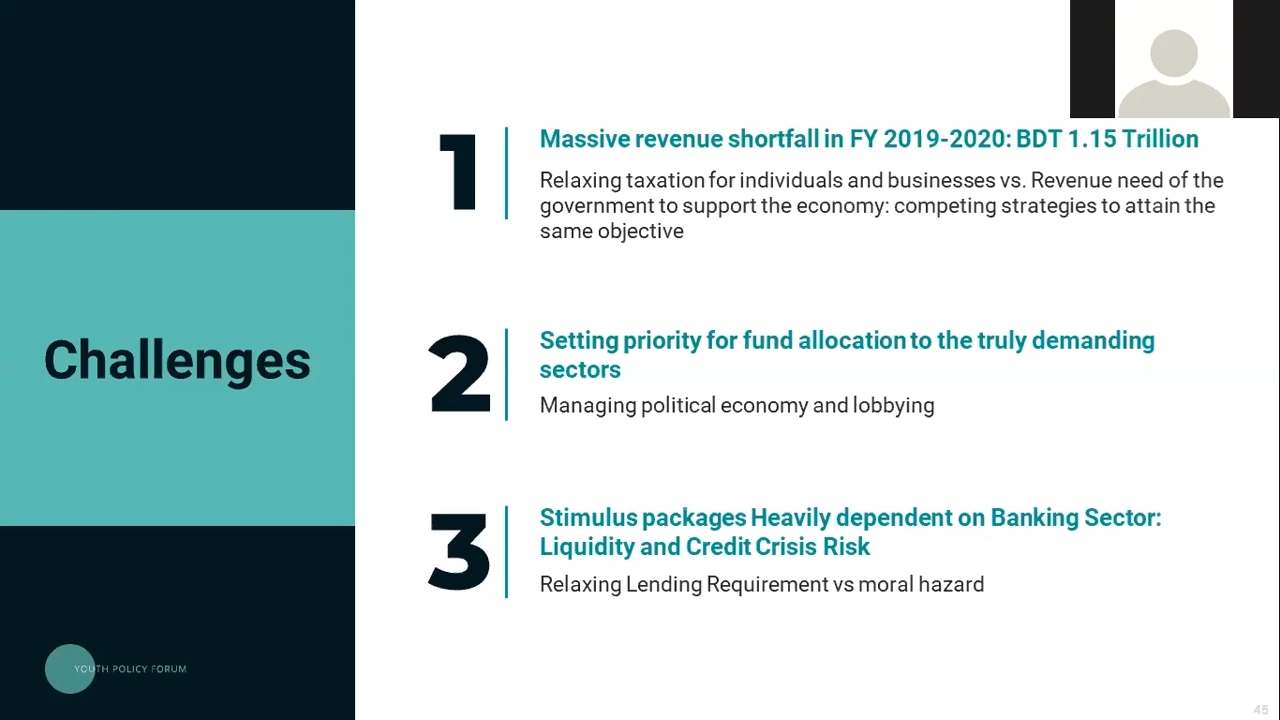 Challenges
1
Massive revenue shortfall in FY 2019-2020: BDT 1.15 Trillion
Relaxing taxation for individuals and businesses vs. Revenue need of the
government to support the economy: competing strategies to attain the
same objective
2
Setting priority for fund allocation to the truly demanding
sectors
Managing political economy and lobbying
3
Stimulus packages Heavily dependent on Banking Sector:
Liquidity and Credit Crisis Risk
Relaxing Lending Requirement vs moral hazard
YOUTH POLICY FORUM
45